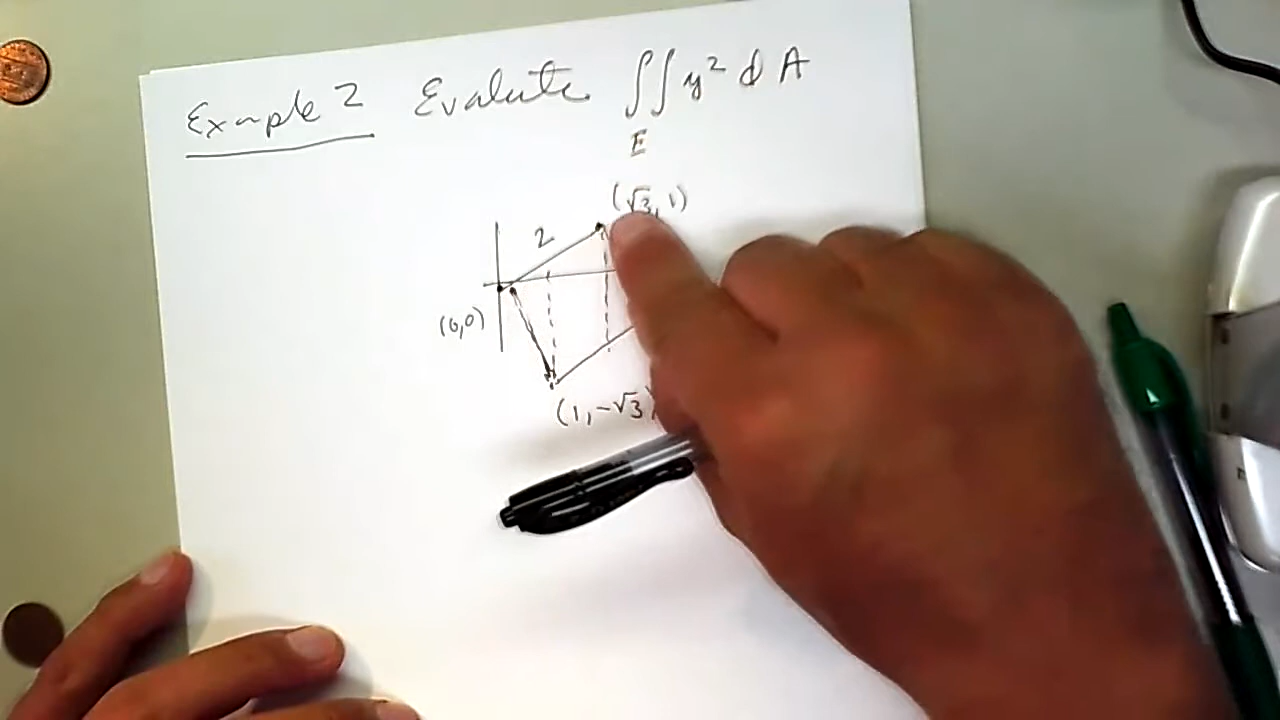 Example 2 Evaluate ∬ y² dA
E
(√3, 1)
2
(0,0)
(1, -√3)